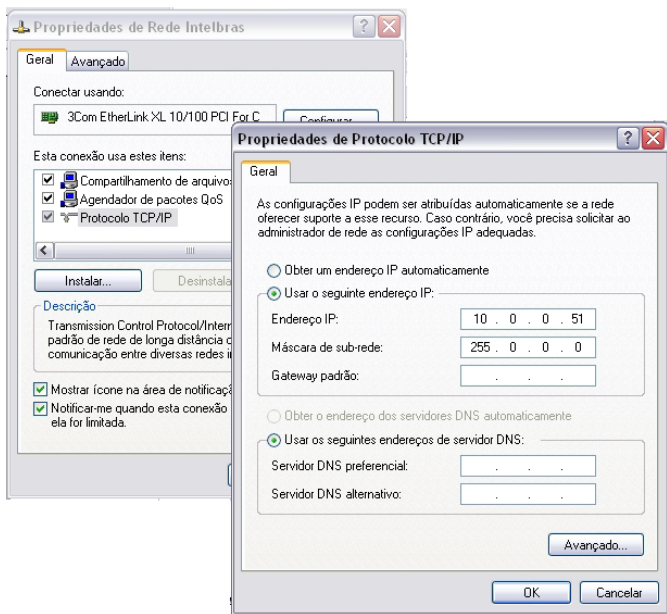 Propriedades de Rede Intelbras
Geral
Avançado
Conectar usando:
3Com EtherLink XL 10/100 PCI For C
Configurar...
Esta conexão usa estes itens:
Compartilhamento de arquivo
Agendador de pacotes QoS
Protocolo TCP/IP
Instalar...
Desinstala
Descrição
Transmission Control Protocol/Intern
padrão de rede de longa distância
comunicação entre diversas redes
Mostrar ícone na área de notificaç
Notificar-me quando esta conexão
ela for limitada.
Propriedades de Protocolo TCP/IP
Geral
As configurações IP podem ser atribuídas automaticamente se a rede
oferecer suporte a esse recurso. Caso contrário, você precisa solicitar ao
administrador de rede as configurações IP adequadas.
Obter um endereço IP automaticamente
Usar o seguinte endereço IP:
Endereço IP:
10 . 0 . 0 . 51
Máscara de sub-rede:
255 . 0 . 0 . 0
Gateway padrão:
. . .
Obter o endereço dos servidores DNS automaticamente
Usar os seguintes endereços de servidor DNS:
Servidor DNS preferencial:
. . .
Servidor DNS alternativo:
. . .
Avançado...
OK
Cancelar